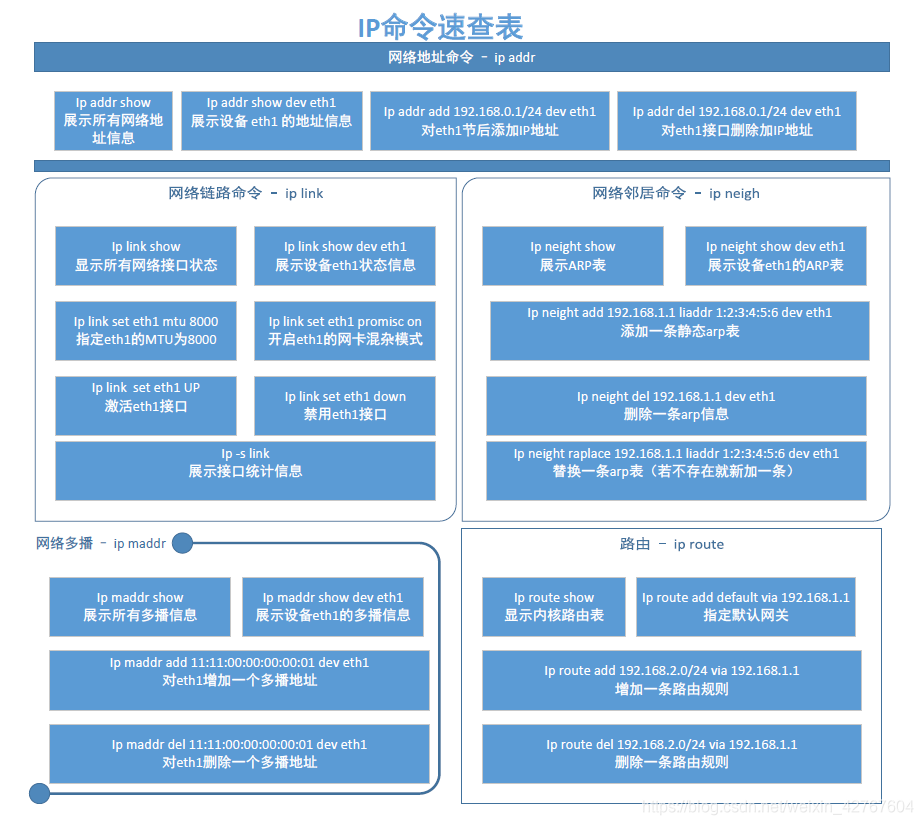 IP命令速查表
网络地址命令 – ip addr
Ip addr show
展示所有网络地
址信息
Ip addr show dev eth1
展示设备 eth1 的地址信息
Ip addr add 192.168.0.1/24 dev eth1
对eth1节后添加IP地址
Ip addr del 192.168.0.1/24 dev eth1
对eth1接口删除加IP地址
网络链路命令 – ip link
Ip link show
显示所有网络接口状态
Ip link show dev eth1
展示设备eth1状态信息
Ip link set eth1 mtu 8000
指定eth1的MTU为8000
Ip link set eth1 promisc on
开启eth1的网卡混杂模式
Ip link set eth1 UP
激活eth1接口
Ip link set eth1 down
禁用eth1接口
Ip -s link
展示接口统计信息
网络邻居命令 – ip neigh
Ip neight show
展示ARP表
Ip neight show dev eth1
展示设备eth1的ARP表
Ip neight add 192.168.1.1 liaddr 1:2:3:4:5:6 dev eth1
添加一条静态arp表
Ip neight del 192.168.1.1 dev eth1
删除一条arp信息
Ip neight raplace 192.168.1.1 liaddr 1:2:3:4:5:6 dev eth1
替换一条arp表（若不存在就新加一条）
网络多播 – ip maddr
Ip maddr show
展示所有多播信息
Ip maddr show dev eth1
展示设备eth1的多播信息
Ip maddr add 11:11:00:00:00:00:01 dev eth1
对eth1增加一个多播地址
Ip maddr del 11:11:00:00:00:00:01 dev eth1
对eth1删除一个多播地址
路由 – ip route
Ip route show
显示内核路由表
Ip route add default via 192.168.1.1
指定默认网关
Ip route add 192.168.2.0/24 via 192.168.1.1
增加一条路由规则
Ip route del 192.168.2.0/24 via 192.168.1.1
删除一条路由规则
https://blog.csdn.net/weixin_42767604